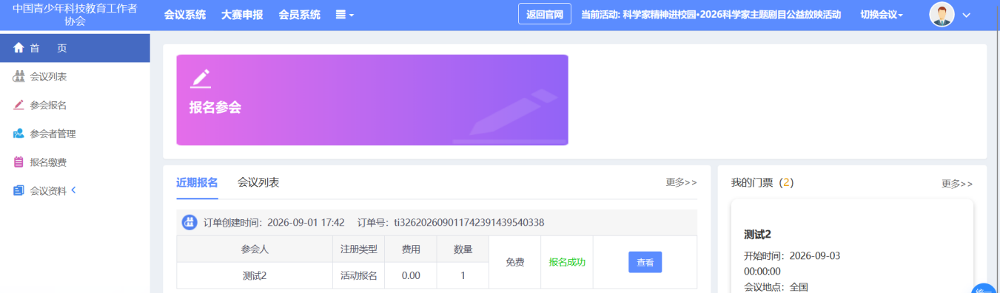 中国青少年科技教育工作者
协会
会议系统 大赛申报 会员系统
返回官网 当前活动: 科学家精神进校园•2026科学家主题剧目公益放映活动 切换会议
首 页
会议列表
参会报名
参会者管理
报名缴费
会议资料
报名参会
近期报名 会议列表 更多>>
订单创建时间：2026-09-01 17:42 订单号：ti3262026090117423914395403​38
参会人 注册类型 费用 数量
免费 报名成功 查看
测试2 活动报名 0.00 1
我的门票（2） 更多>>
测试2
开始时间：2026-09-03
00:00:00
会议地点：全国